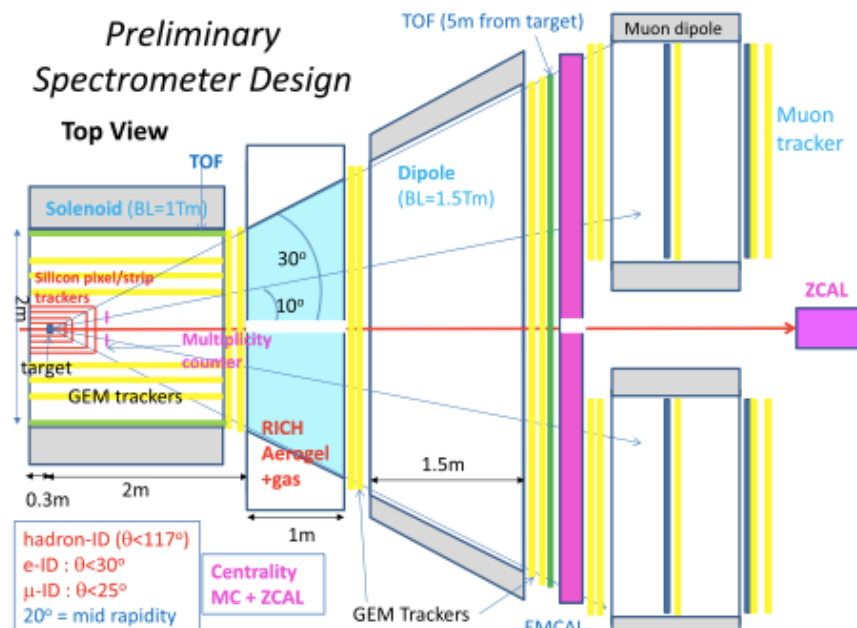 Preliminary
Spectrometer Design
Top View
TOF (5m from target)
Muon dipole
TOF
Solenoid (BL=1Tm)
Dipole
(BL=1.5Tm)
Muon
tracker
Silicon pixel/strip
trackers
2m
30°
10°
ZCAL
Multiplicity
counter
target
GEM trackers
RICH
Aerogel
+gas
1.5m
0.3m
2m
1m
hadron-ID (θ<117°)
e-ID : θ<30°
μ-ID : θ<25°
20° = mid rapidity
Centrality
MC + ZCAL
GEM Trackers
EMCAL